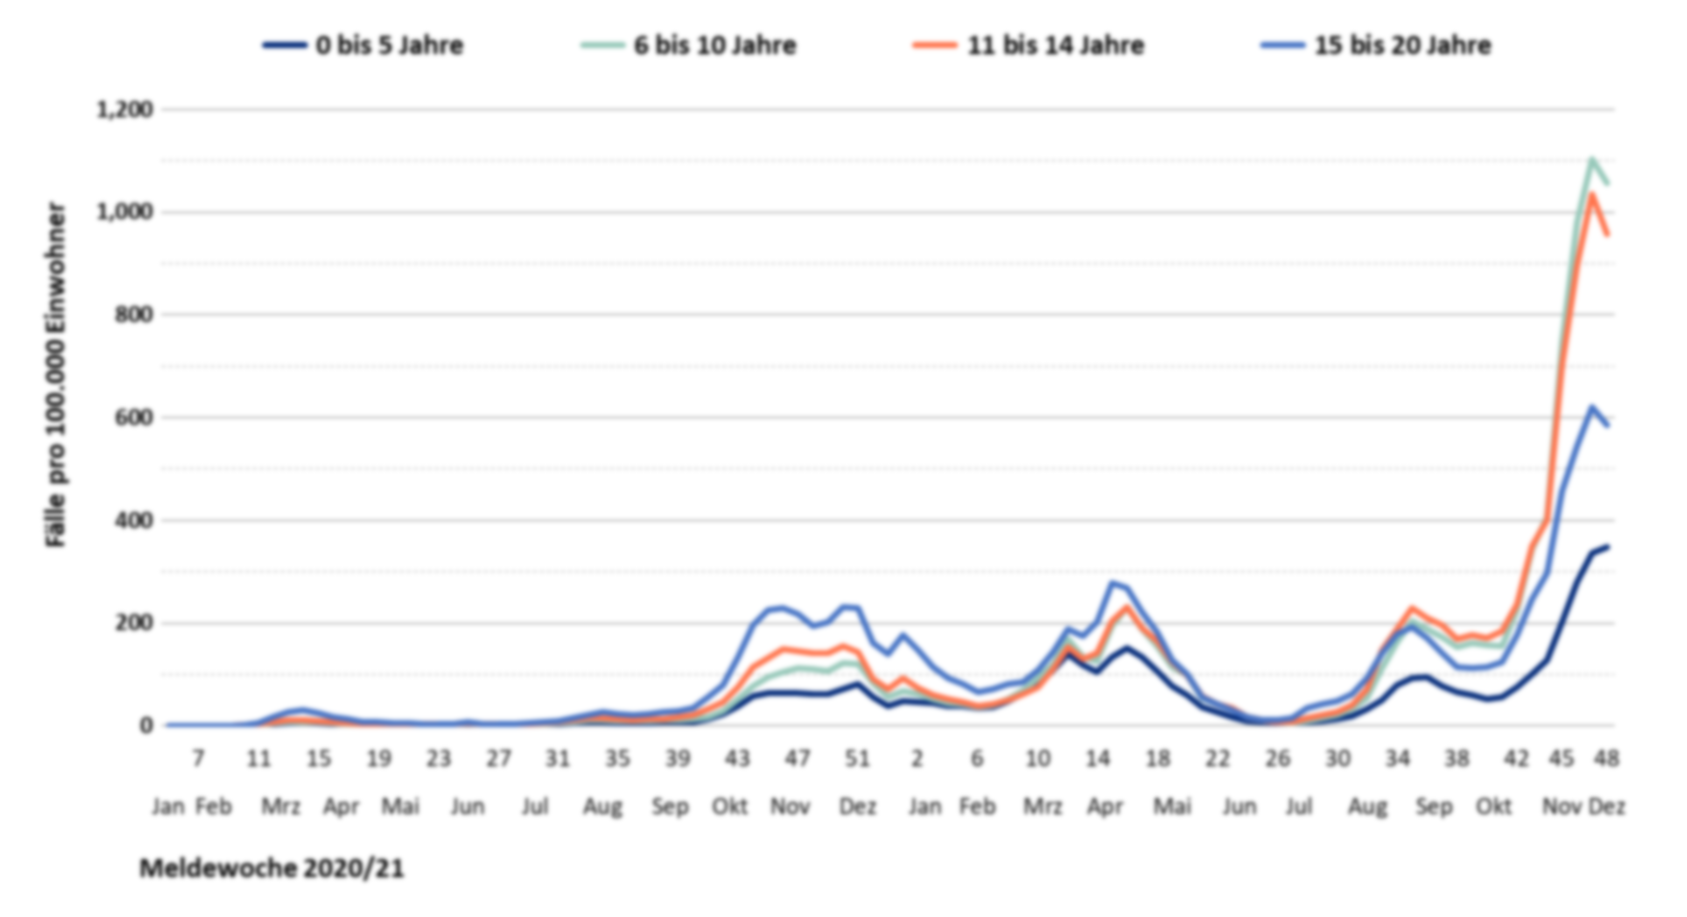 0 bis 5 Jahre 6 bis 10 Jahre 11 bis 14 Jahre 15 bis 20 Jahre
1,200
1,000
800
600
400
200
0
Fälle pro 100.000 Einwohner
7 11 15 19 23 27 31 35 39 43 47 51 2 6 10 14 18 22 26 30 34 38 42 45 48
Jan Feb Mrz Apr Mai Jun Jul Aug Sep Okt Nov Dez Jan Feb Mrz Apr Mai Jun Jul Aug Sep Okt Nov Dez
Meldewoche 2020/21